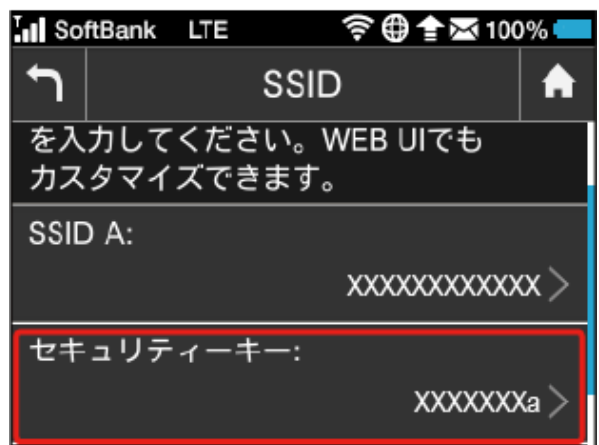 SoftBank LTE 100%
SSID
を入力してください。WEB UIでも
カスタマイズできます。
SSID A:
XXXXXXXXXXXX
セキュリティーキー:
XXXXXXXa